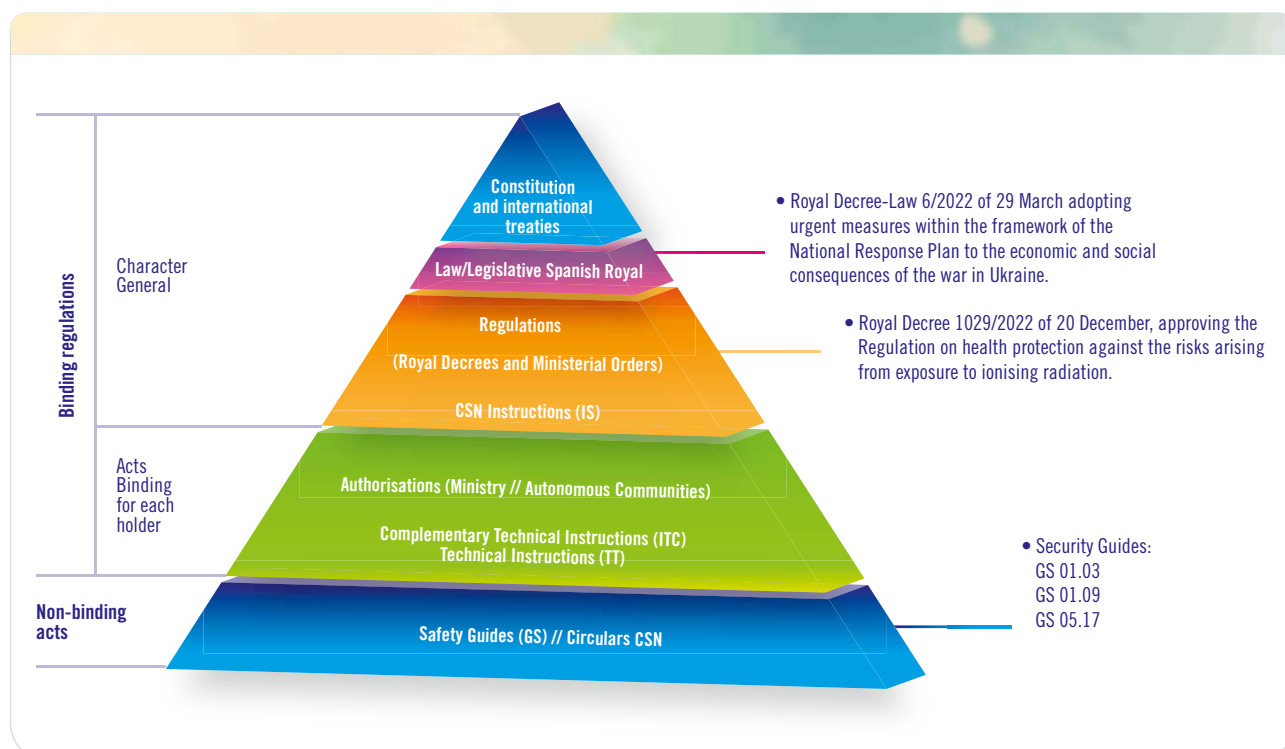 Binding regulations
Character
General
Acts
Binding
for each
holder
Non-binding
acts
Constitution
and international
treaties
Law/Legislative Spanish Royal
Regulations
(Royal Decrees and Ministerial Orders)
CSN Instructions (IS)
Authorisations (Ministry // Autonomous Communities)
Complementary Technical Instructions (ITC)
Technical Instructions (TT)
Safety Guides (GS) // Circulars CSN
• Royal Decree-Law 6/2022 of 29 March adopting
urgent measures within the framework of the
National Response Plan to the economic and social
consequences of the war in Ukraine.
• Royal Decree 1029/2022 of 20 December, approving the
Regulation on health protection against the risks arising
from exposure to ionising radiation.
• Security Guides:
GS 01.03
GS 01.09
GS 05.17